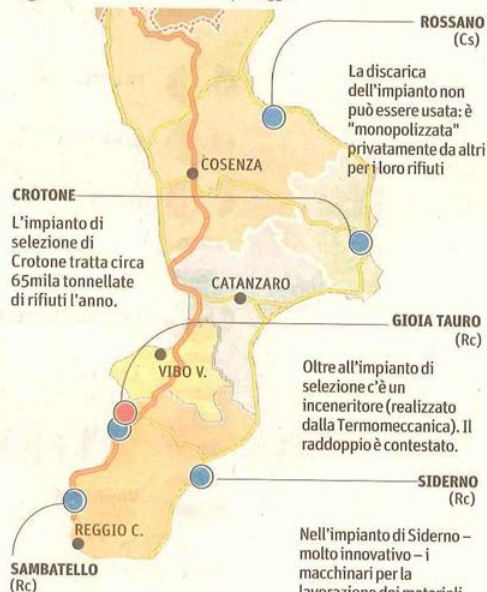 ROSSANO
(Cs)
La discarica
dell'impianto non
può essere usata: è
"monopolizzata"
privatamente da altri
per i loro rifiuti
COSENZA
CROTONE
L'impianto di
selezione di
Crotone tratta circa
65mila tonnellate
di rifiuti l'anno.
CATANZARO
GIOIA TAURO
(Rc)
VIBO V.
Oltre all'impianto di
selezione c'è un
inceneritore (realizzato
dalla Termomeccanica). Il
raddoppio è contestato.
SIDERNO
(Rc)
REGGIO C.
Nell'impianto di Siderno –
molto innovativo – i
macchinari per la
lavorazione dei materiali
SAMBATELLO
(Rc)